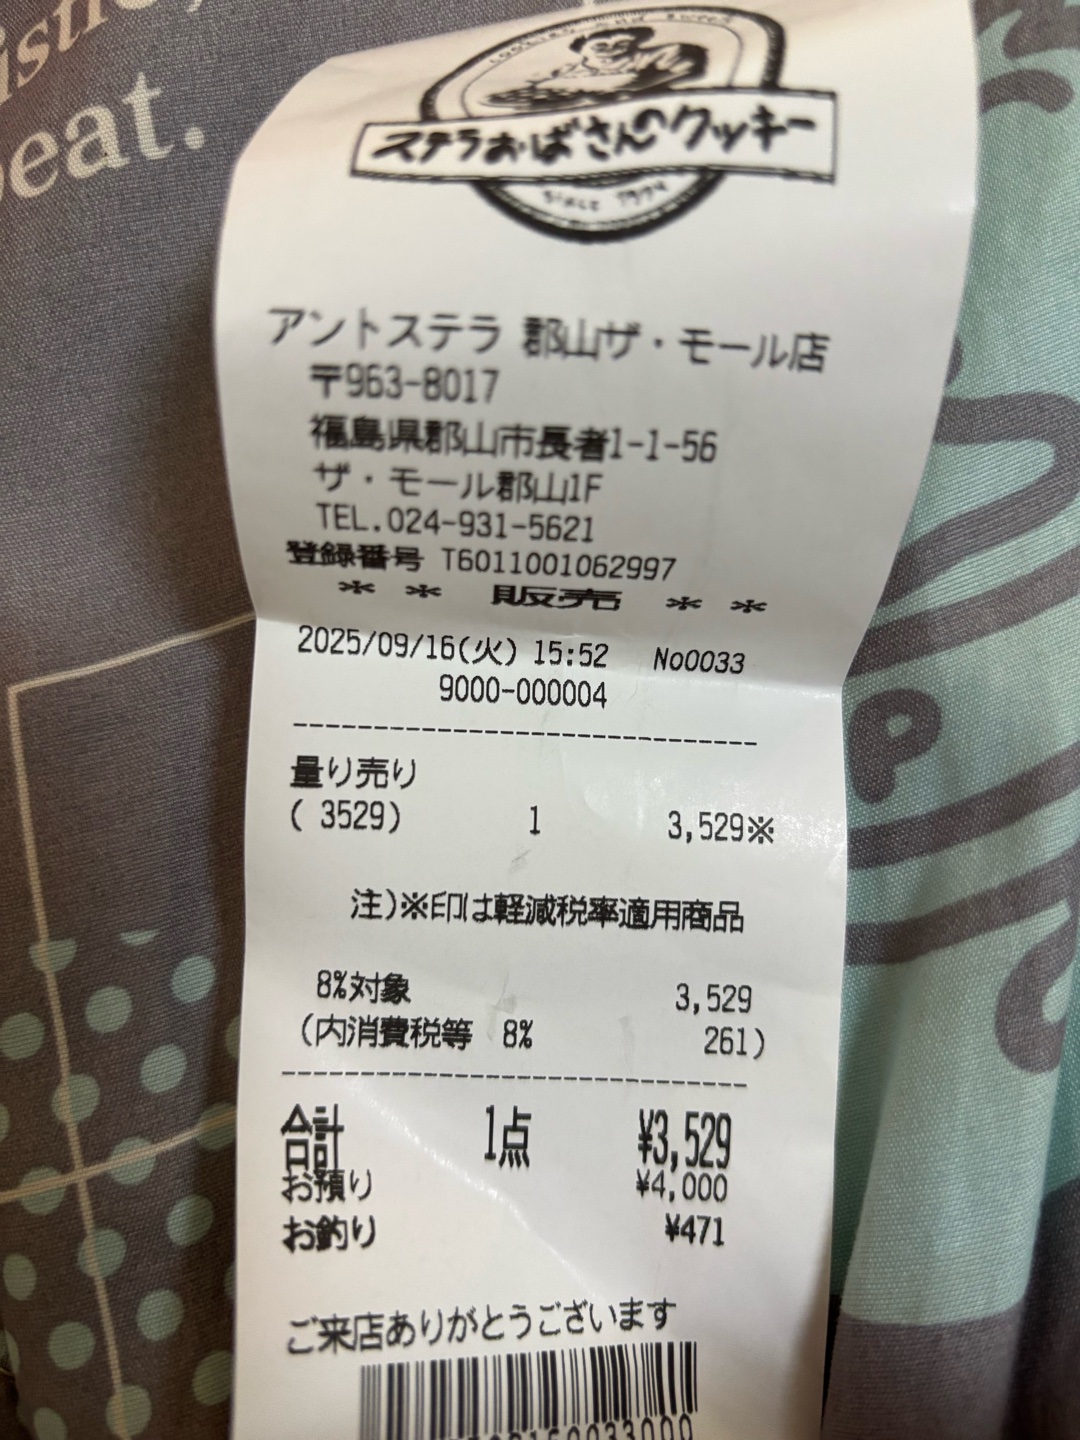 eat.
ステラおばさんのクッキー
since 1974
アントステラ 郡山ザ・モール店
〒963-8017
福島県郡山市長者1-1-56
ザ・モール郡山1F
TEL.024-931-5621
登録番号 T6011001062997
** 販売 **
2025/09/16(火) 15:52 No0033
9000-000004
量り売り
( 3529) 1 3,529※
注)※印は軽減税率適用商品
8%対象 3,529
(内消費税等 8% 261)
合計 1点 ¥3,529
お預り ¥4,000
お釣り ¥471
ご来店ありがとうございます